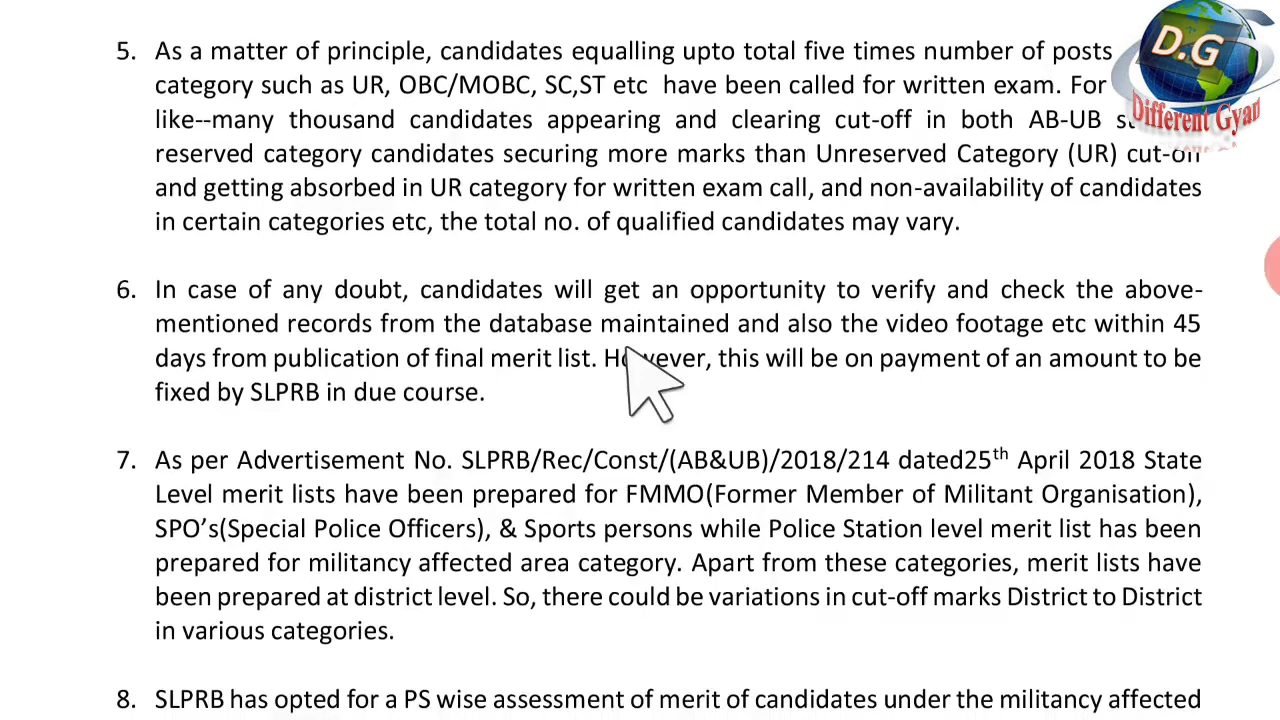 5. As a matter of principle, candidates equalling upto total five times number of posts
category such as UR, OBC/MOBC, SC,ST etc have been called for written exam. For
like--many thousand candidates appearing and clearing cut-off in both AB-UB
reserved category candidates securing more marks than Unreserved Category (UR) cut-off
and getting absorbed in UR category for written exam call, and non-availability of candidates
in certain categories etc, the total no. of qualified candidates may vary.
6. In case of any doubt, candidates will get an opportunity to verify and check the above-
mentioned records from the database maintained and also the video footage etc within 45
days from publication of final merit list. However, this will be on payment of an amount to be
fixed by SLPRB in due course.
7. As per Advertisement No. SLPRB/Rec/Const/(AB&UB)/2018/214 dated25th April 2018 State
Level merit lists have been prepared for FMMO(Former Member of Militant Organisation),
SPO’s(Special Police Officers), & Sports persons while Police Station level merit list has been
prepared for militancy affected area category. Apart from these categories, merit lists have
been prepared at district level. So, there could be variations in cut-off marks District to District
in various categories.
8. SLPRB has opted for a PS wise assessment of merit of candidates under the militancy affected
D.G
Different Gyan